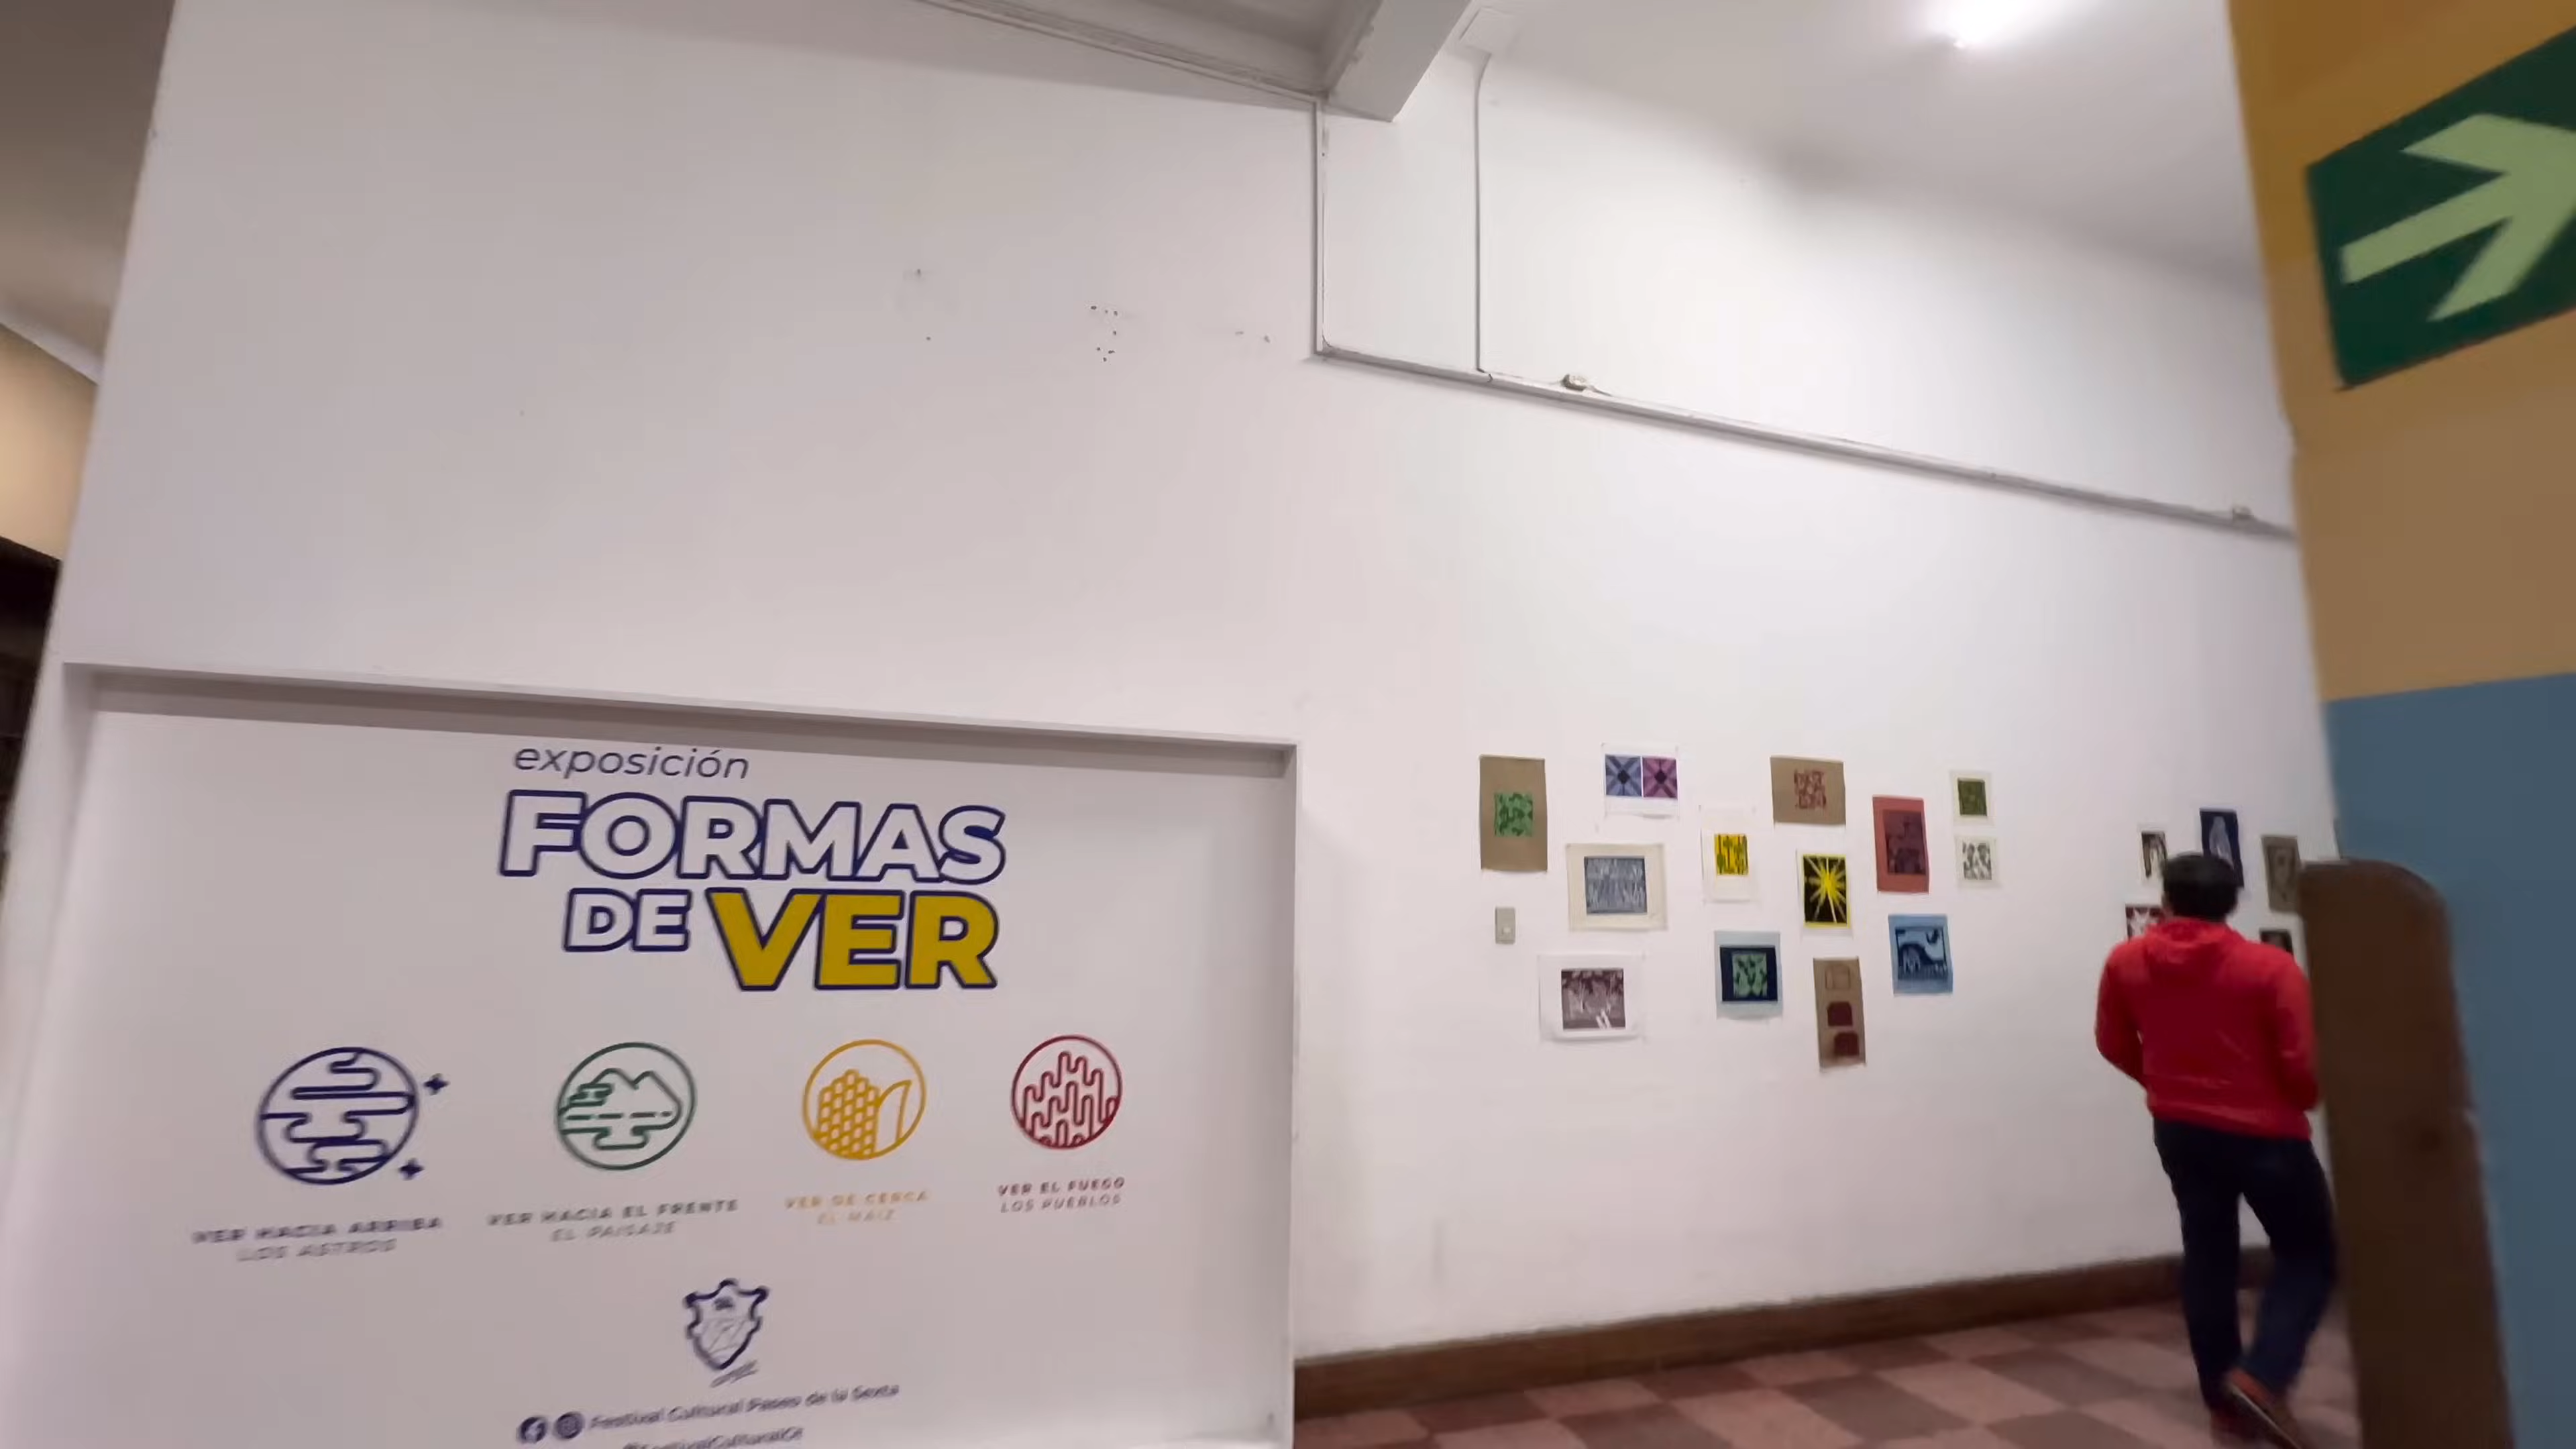 exposición
FORMAS
DE VER
VER HACIA ARRIBA
LOS ASTROS
VER HACIA EL FRENTE
EL PAISAJE
VER DE CERCA
EL MAÍZ
VER EL FUEGO
LOS PUEBLOS
Festival Cultural Paseo de la Sexta